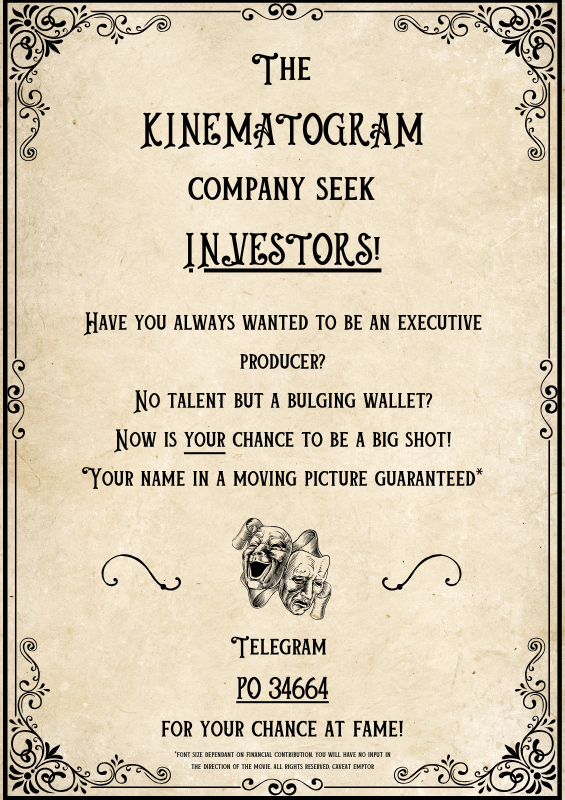 The
KINEMATOGRAM
COMPANY SEEK
INVESTORS!
Have you always wanted to be an executive
producer?
No talent but a bulging wallet?
Now is your chance to be a big shot!
Your name in a moving picture guaranteed*
Telegram
PO 34664
for your chance at fame!
*Font size dependant on financial contribution. You will have no input in
the direction of the movie. All rights reserved. Caveat emptor